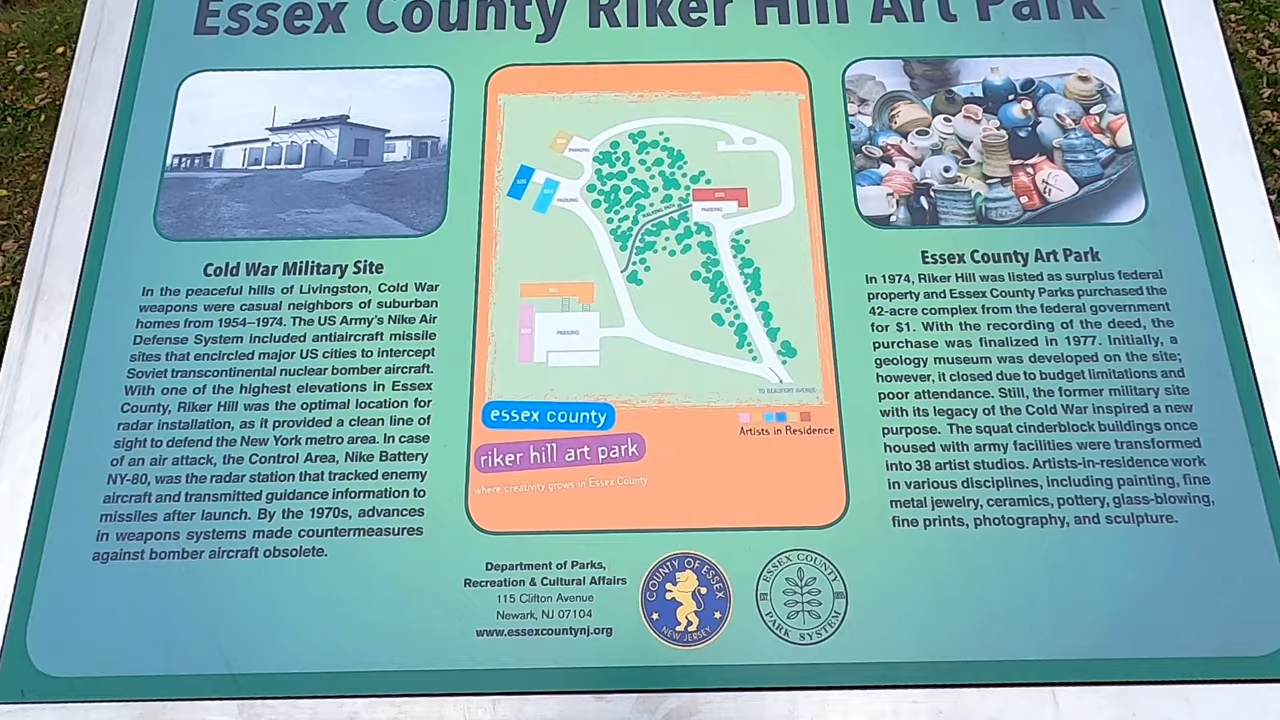 Essex County Riker Hill Art Park
Cold War Military Site
In the peaceful hills of Livingston, Cold War
weapons were casual neighbors of suburban
homes from 1954–1974. The US Army's Nike Air
Defense System included antiaircraft missile
sites that encircled major US cities to intercept
Soviet transcontinental nuclear bomber aircraft.
With one of the highest elevations in Essex
County, Riker Hill was the optimal location for
radar installation, as it provided a clean line of
sight to defend the New York metro area. In case
of an air attack, the Control Area, Nike Battery
NY-80, was the radar station that tracked enemy
aircraft and transmitted guidance information to
missiles after launch. By the 1970s, advances
in weapons systems made countermeasures
against bomber aircraft obsolete.
PARKING
PARKING
WALKING PATH
PARKING
PARKING
TO BEAUFORT AVENUE
essex county
riker hill art park
where creativity grows in Essex County
Artists in Residence
Essex County Art Park
In 1974, Riker Hill was listed as surplus federal
property and Essex County Parks purchased the
42-acre complex from the federal government
for $1. With the recording of the deed, the
purchase was finalized in 1977. Initially, a
geology museum was developed on the site;
however, it closed due to budget limitations and
poor attendance. Still, the former military site
with its legacy of the Cold War inspired a new
purpose. The squat cinderblock buildings once
housed with army facilities were transformed
into 38 artist studios. Artists-in-residence work
in various disciplines, including painting, fine
metal jewelry, ceramics, pottery, glass-blowing,
fine prints, photography, and sculpture.
Department of Parks,
Recreation & Cultural Affairs
115 Clifton Avenue
Newark, NJ 07104
www.essexcountynj.org
COUNTY OF ESSEX
NEW JERSEY
ESSEX COUNTY
PARK SYSTEM